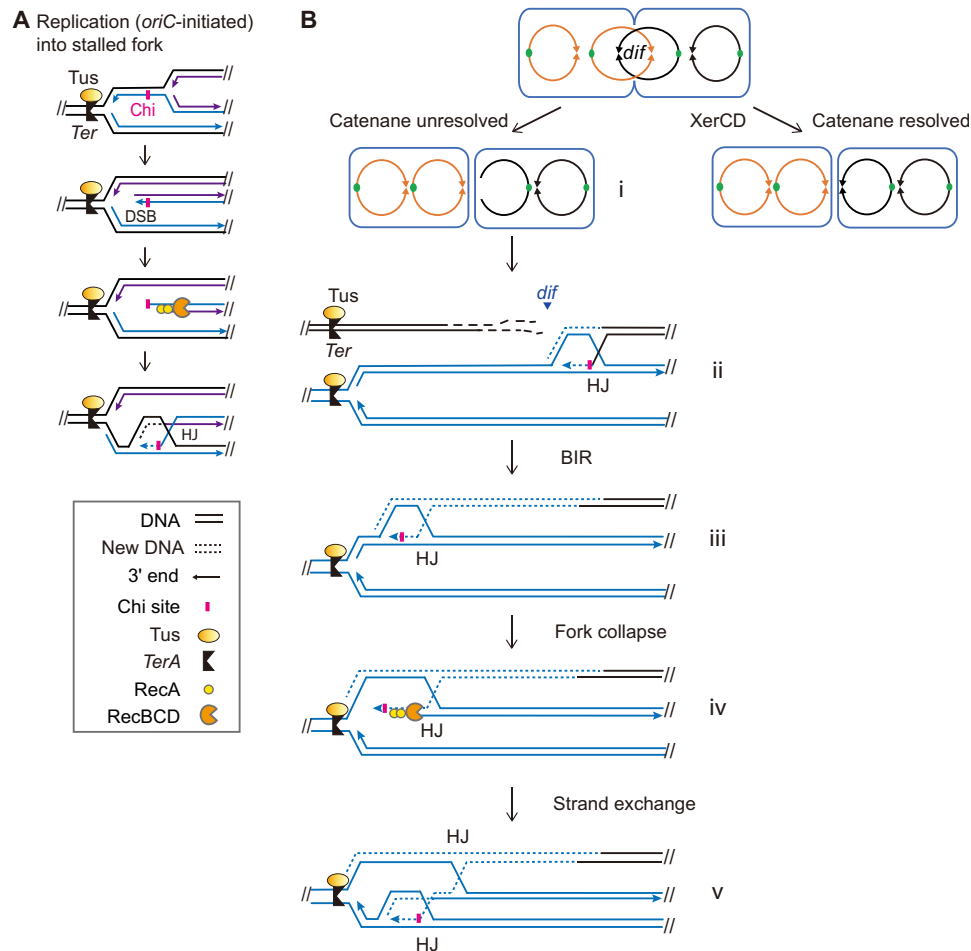 A Replication (oriC-initiated)
into stalled fork
Tus
Chi
Ter
//
//
//
DSB
//
//
//
//
//
//
//
//
HJ
//
//
DNA
New DNA
3' end
Chi site
Tus
TerA
RecA
RecBCD
B
dif
Catenane unresolved
XerCD
Catenane resolved
i
Tus
dif
//
//
Ter
HJ
//
ii
//
//
BIR
//
//
HJ
iii
//
//
Fork collapse
//
//
HJ
iv
//
//
Strand exchange
HJ
//
//
v
//
HJ